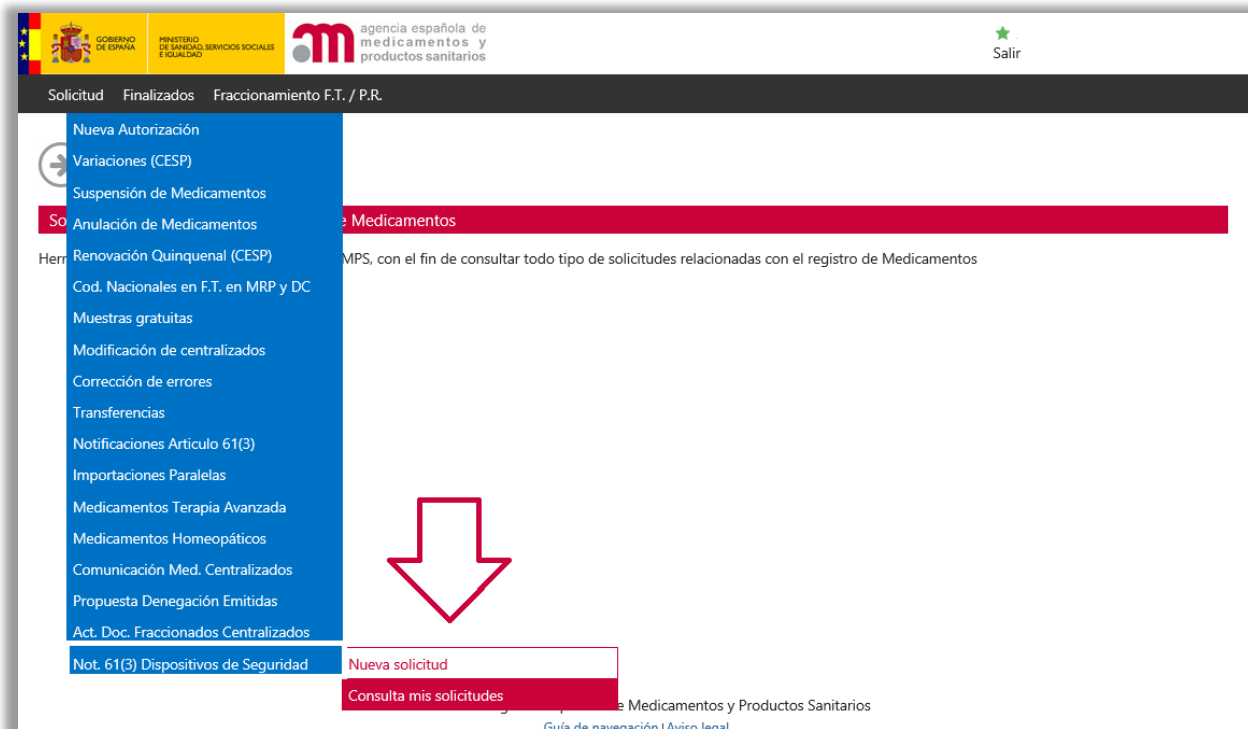 GOBIERNO
DE ESPAÑA
MINISTERIO
DE SANIDAD, SERVICIOS SOCIALES
E IGUALDAD
agencia española de
medicamentos y
productos sanitarios
Salir
Solicitud Finalizados Fraccionamiento F.T. / P.R.
Nueva Autorización
Variaciones (CESP)
Suspensión de Medicamentos
So
Anulación de Medicamentos
e Medicamentos
Renovación Quinquenal (CESP)
MPS, con el fin de consultar todo tipo de solicitudes relacionadas con el registro de Medicamentos
Cod. Nacionales en F.T. en MRP y DC
Muestras gratuitas
Modificación de centralizados
Corrección de errores
Transferencias
Notificaciones Articulo 61(3)
Importaciones Paralelas
Medicamentos Terapia Avanzada
Medicamentos Homeopáticos
Comunicación Med. Centralizados
Propuesta Denegación Emitidas
Act. Doc. Fraccionados Centralizados
Not. 61(3) Dispositivos de Seguridad
Nueva solicitud
Consulta mis solicitudes
e Medicamentos y Productos Sanitarios
Guía de navegación | Aviso legal